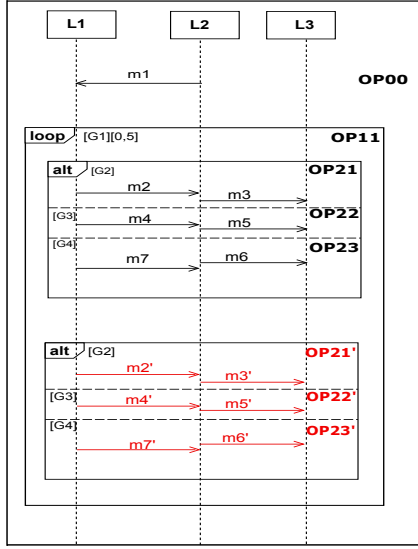 L1 L2 L3
m1 OP00
loop [G1][0,5] OP11
alt [G2] OP21
m2 m3
[G3] m4 m5 OP22
[G4] OP23
m7 m6
alt [G2] OP21'
m2' m3'
[G3] m4' m5' OP22'
[G4] OP23'
m7' m6'